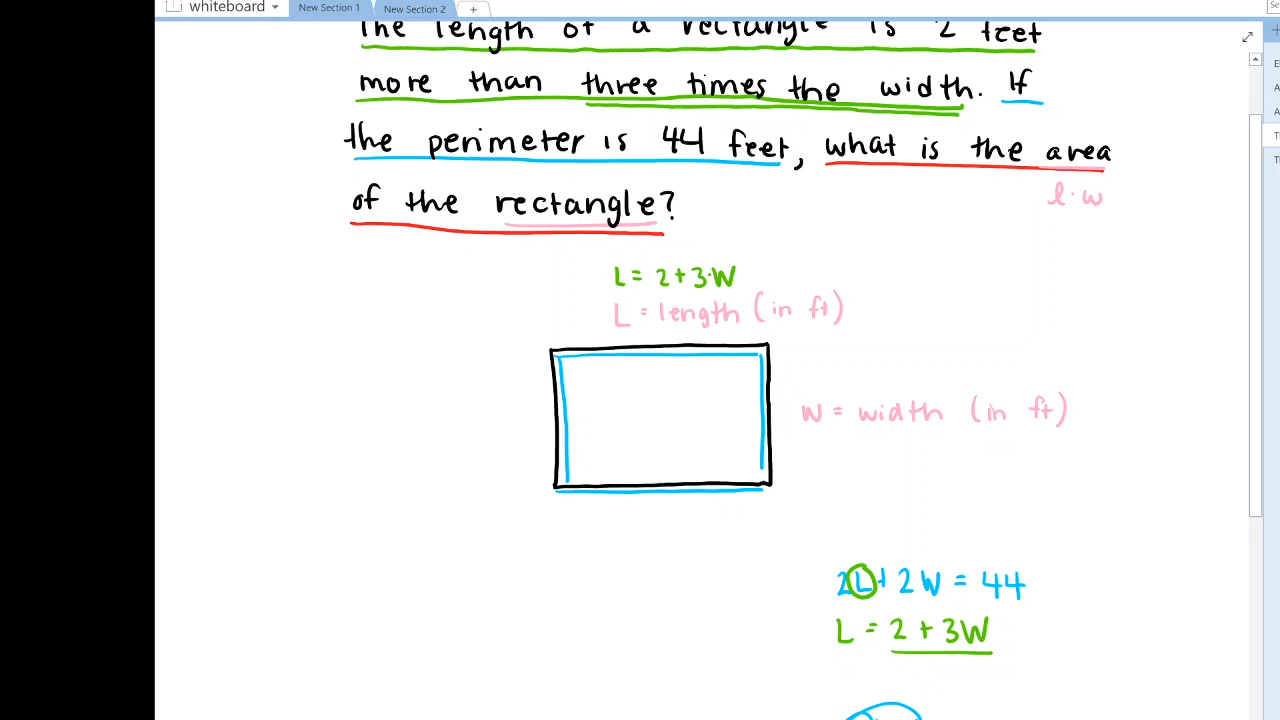 whiteboard New Section 1 New Section 2 +
The length of a rectangle is 2 feet
more than three times the width. If
the perimeter is 44 feet, what is the area
l · w
of the rectangle?
L = 2 + 3·W
L = length (in ft)
W = width (in ft)
2L + 2W = 44
L = 2 + 3W